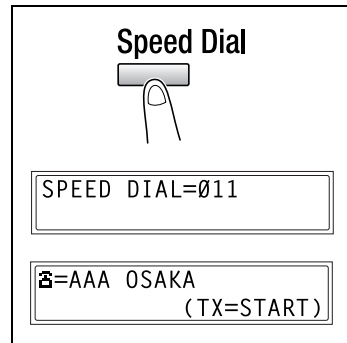 Speed Dial
SPEED DIAL=Ø11
☎=AAA OSAKA
(TX=START)